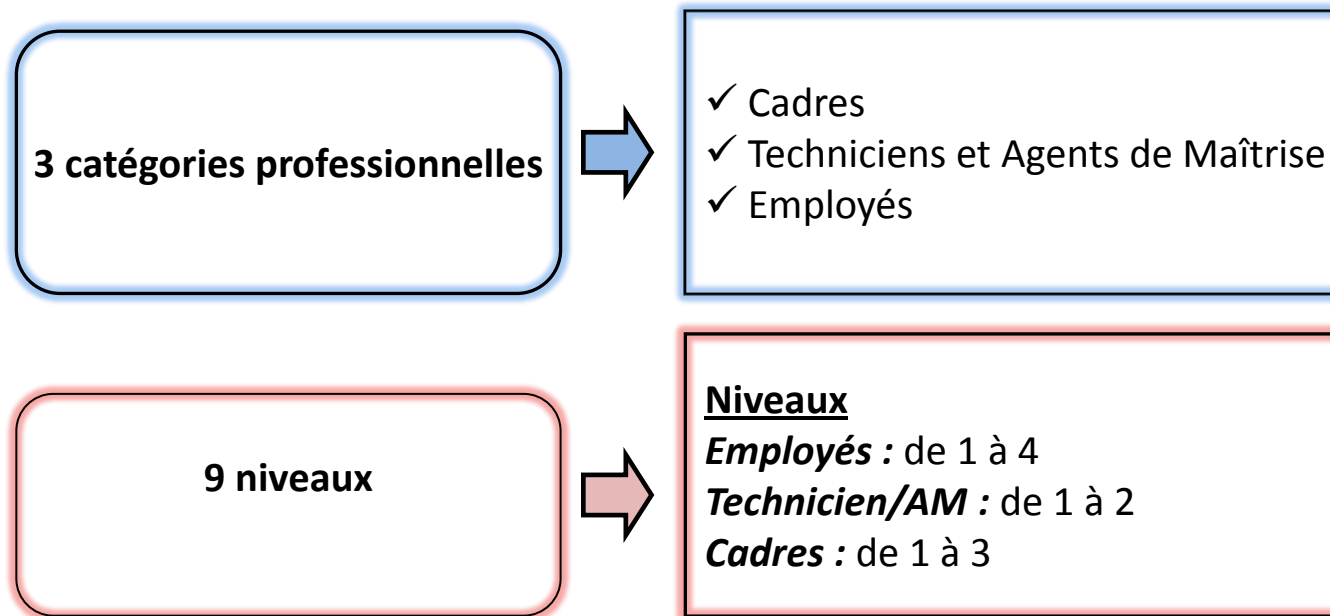 3 catégories professionnelles
✓ Cadres
✓ Techniciens et Agents de Maîtrise
✓ Employés
9 niveaux
Niveaux
Employés : de 1 à 4
Technicien/AM : de 1 à 2
Cadres : de 1 à 3